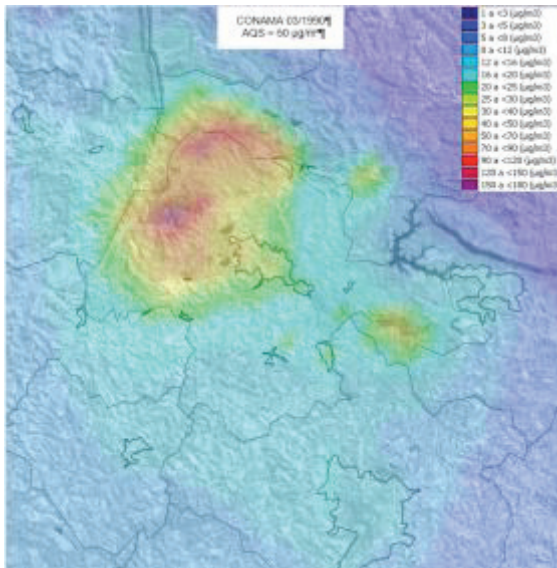 CONAMA 03/1990¶
AQS = 60 µg/m³¶
1 a <3 (µg/m3)
3 a <5 (µg/m3)
5 a <8 (µg/m3)
8 a <12 (µg/m3)
12 a <16 (µg/m3)
16 a <20 (µg/m3)
20 a <25 (µg/m3)
25 a <30 (µg/m3)
30 a <40 (µg/m3)
40 a <50 (µg/m3)
50 a <70 (µg/m3)
70 a <90 (µg/m3)
90 a <120 (µg/m3)
120 a <150 (µg/m3)
150 a <180 (µg/m3)